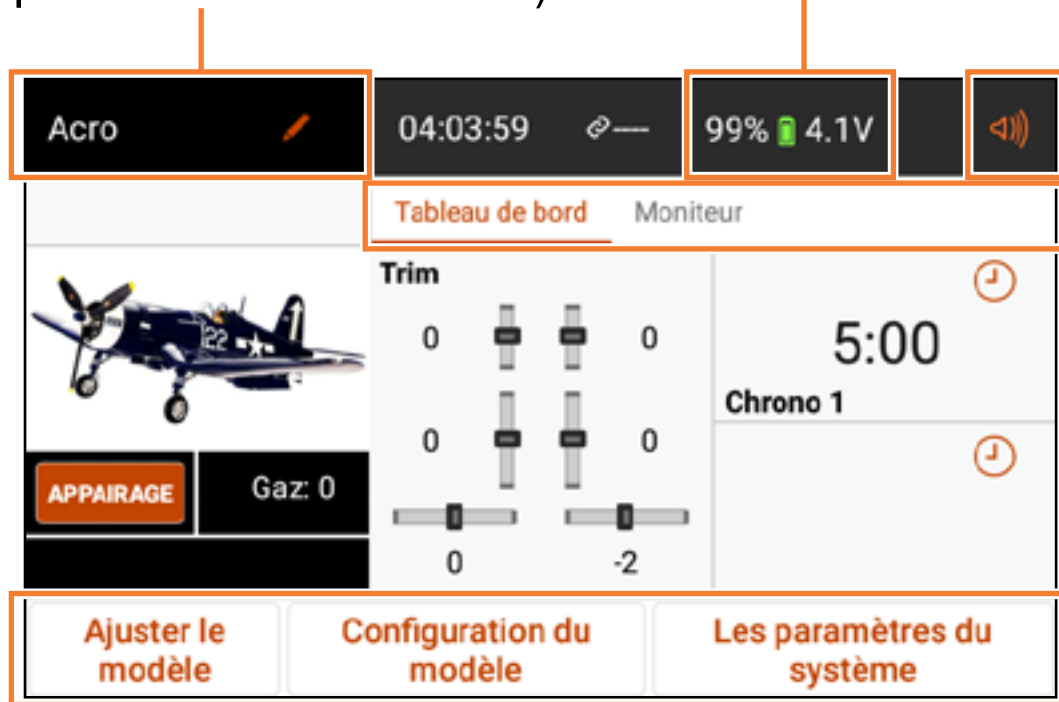 Acro
04:03:59 ----
99% 4.1V
Tableau de bord Moniteur
Trim
0 0
5:00
Chrono 1
0 0
22
APPAIRAGE Gaz: 0
0 -2
Ajuster le modèle
Configuration du modèle
Les paramètres du système